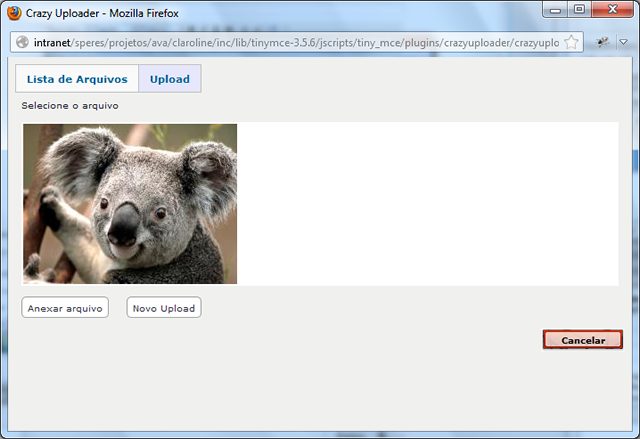 Crazy Uploader - Mozilla Firefox
intranet/speres/projetos/ava/claroline/inc/lib/tinymce-3.5.6/jscripts/tiny_mce/plugins/crazyuploader/crazyuplo
Lista de Arquivos Upload
Selecione o arquivo
Anexar arquivo Novo Upload
Cancelar